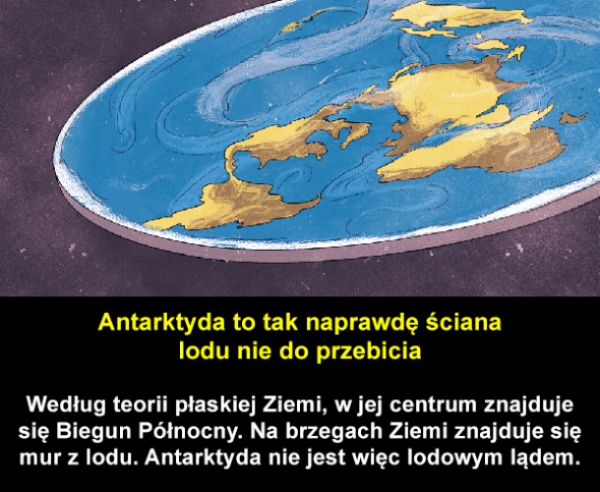 Antarktyda to tak naprawdę ściana
lodu nie do przebicia
Według teorii płaskiej Ziemi, w jej centrum znajduje
się Biegun Północny. Na brzegach Ziemi znajduje się
mur z lodu. Antarktyda nie jest więc lodowym lądem.